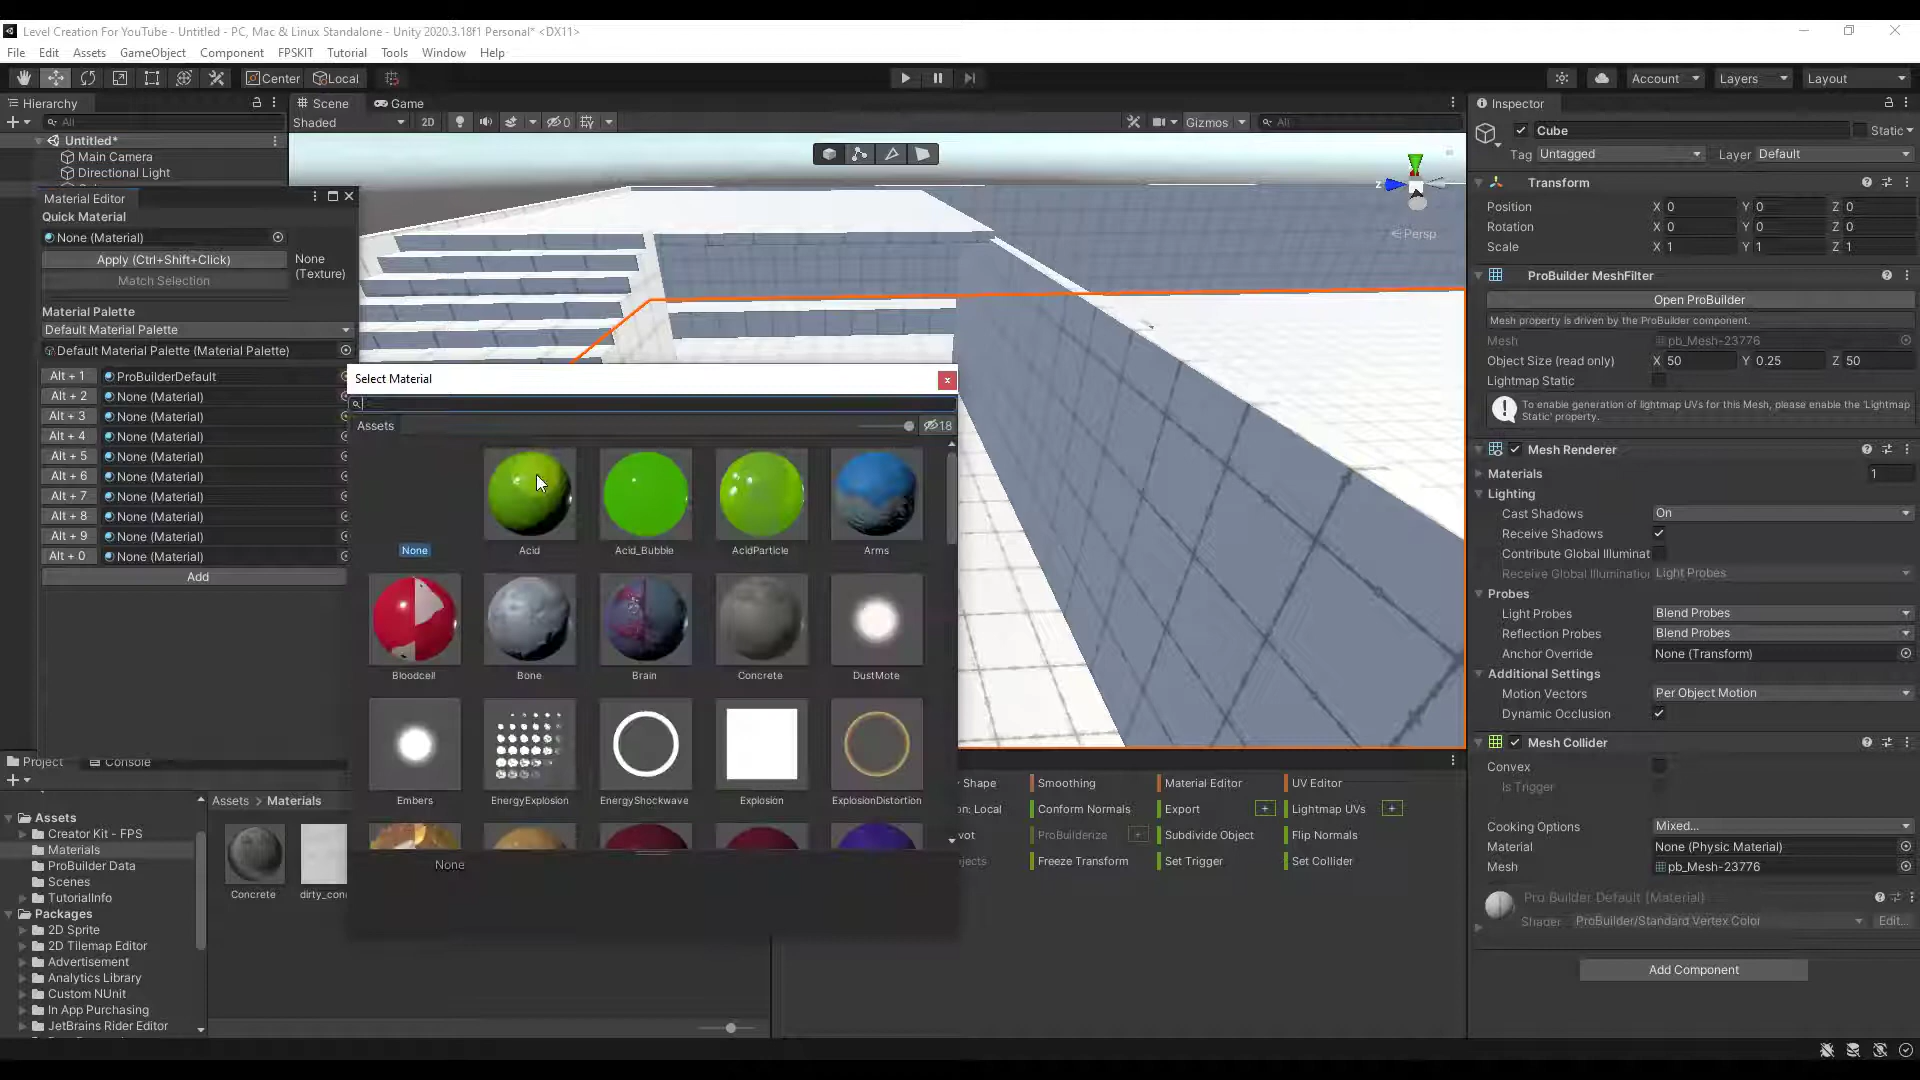 Level Creation For YouTube - Untitled - PC, Mac & Linux Standalone - Unity 2020.3.18f1 Personal* <DX11>
File Edit Assets GameObject Component FPSKIT Tutorial Tools Window Help
Center Local Account Layers Layout
Hierarchy
All
Untitled*
Main Camera
Directional Light
Scene Game
Shaded 2D 0 Gizmos All
z
Persp
Material Editor
Quick Material
None (Material)
Apply (Ctrl+Shift+Click)
None (Texture)
Match Selection
Material Palette
Default Material Palette
Default Material Palette (Material Palette)
Alt + 1 ProBuilderDefault
Alt + 2 None (Material)
Alt + 3 None (Material)
Alt + 4 None (Material)
Alt + 5 None (Material)
Alt + 6 None (Material)
Alt + 7 None (Material)
Alt + 8 None (Material)
Alt + 9 None (Material)
Alt + 0 None (Material)
Add
Select Material
Assets 18
None Acid Acid_Bubble AcidParticle Arms
Bloodcell Bone Brain Concrete DustMote
Embers EnergyExplosion EnergyShockwave Explosion ExplosionDistortion
None
Project Console
Assets
Creator Kit - FPS
Materials
ProBuilder Data
Scenes
TutorialInfo
Packages
2D Sprite
2D Tilemap Editor
Advertisement
Analytics Library
Custom NUnit
In App Purchasing
JetBrains Rider Editor
Assets > Materials
Concrete dirty_con
Shape Smoothing Material Editor UV Editor
on: Local Conform Normals Export + Lightmap UVs +
vot ProBuilderize + Subdivide Object Flip Normals
jects Freeze Transform Set Trigger Set Collider
Inspector
Cube Static
Tag Untagged Layer Default
Transform
Position X 0 Y 0 Z 0
Rotation X 0 Y 0 Z 0
Scale X 1 Y 1 Z 1
ProBuilder MeshFilter
Open ProBuilder
Mesh property is driven by the ProBuilder component.
Mesh pb_Mesh-23776
Object Size (read only) X 50 Y 0.25 Z 50
Lightmap Static
To enable generation of lightmap UVs for this Mesh, please enable the 'Lightmap
Static' property.
Mesh Renderer
Materials 1
Lighting
Cast Shadows On
Receive Shadows
Contribute Global Illuminat
Receive Global Illumination Light Probes
Probes
Light Probes Blend Probes
Reflection Probes Blend Probes
Anchor Override None (Transform)
Additional Settings
Motion Vectors Per Object Motion
Dynamic Occlusion
Mesh Collider
Convex
Is Trigger
Cooking Options Mixed...
Material None (Physic Material)
Mesh pb_Mesh-23776
Pro Builder Default (Material)
Shader ProBuilder/Standard Vertex Color Edit...
Add Component